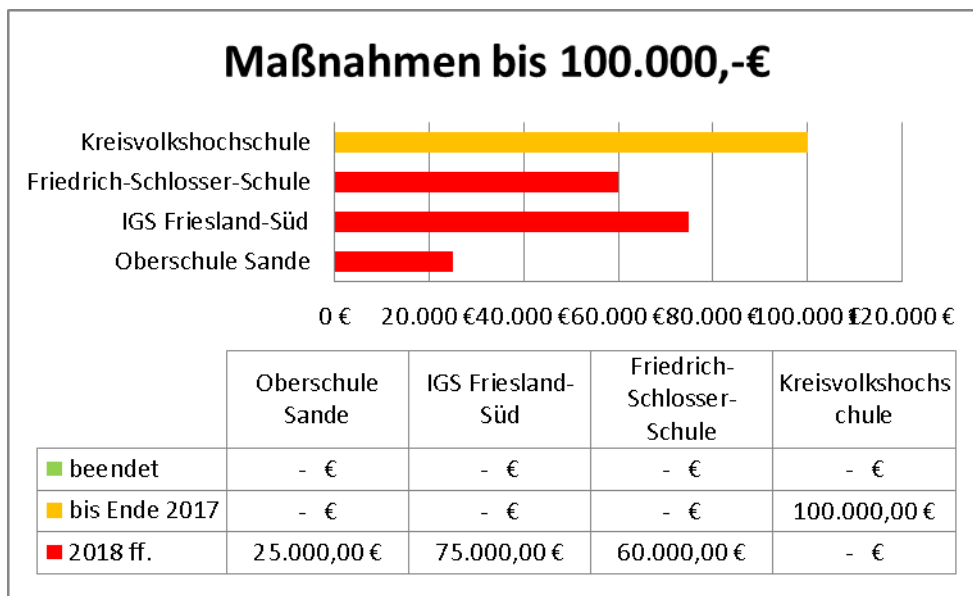 Maßnahmen bis 100.000,-€
Kreisvolkshochschule
Friedrich-Schlosser-Schule
IGS Friesland-Süd
Oberschule Sande
0 € 20.000 € 40.000 € 60.000 € 80.000 € 100.000 € 120.000 €
Oberschule Sande IGS Friesland-Süd Friedrich-Schlosser-Schule Kreisvolkshochschule
beendet - € - € - € - €
bis Ende 2017 - € - € - € 100.000,00 €
2018 ff. 25.000,00 € 75.000,00 € 60.000,00 € - €